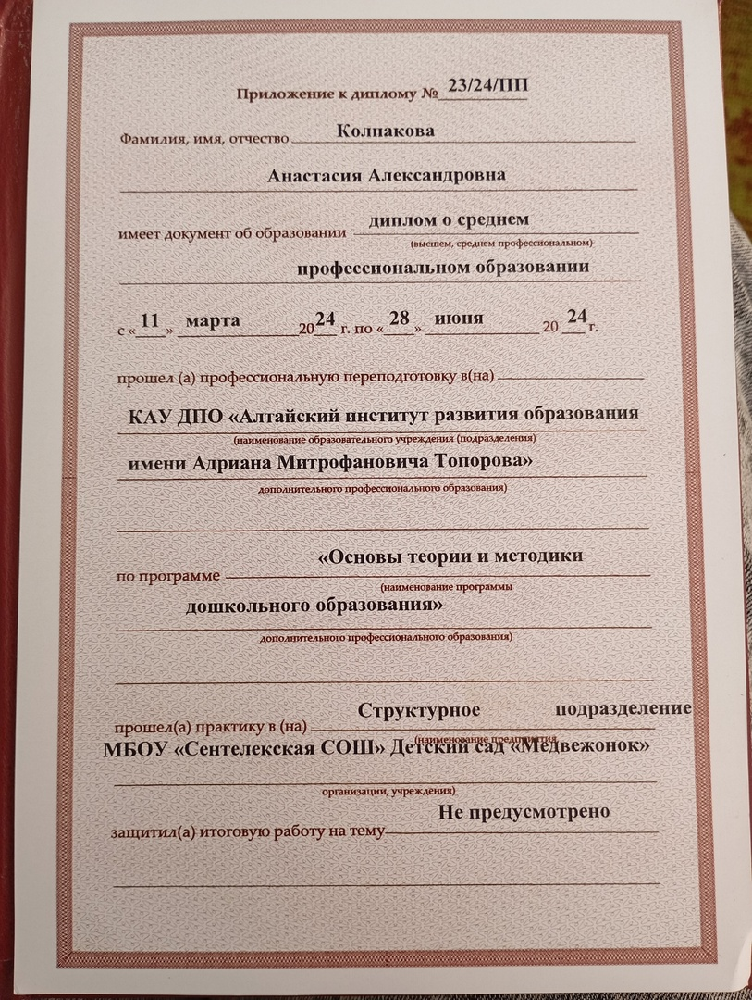 Приложение к диплому № 23/24/ПП
Фамилия, имя, отчество Колпакова
Анастасия Александровна
имеет документ об образовании диплом о среднем
(высшем, среднем профессиональном)
профессиональном образовании
с «11» марта 2024 г. по «28» июня 2024 г.
прошел (а) профессиональную переподготовку в(на)
КАУ ДПО «Алтайский институт развития образования
(наименование образовательного учреждения (подразделения)
имени Адриана Митрофановича Топорова»
дополнительного профессионального образования)
по программе «Основы теории и методики
(наименование программы
дошкольного образования»
дополнительного профессионального образования)
прошел(а) практику в (на) Структурное подразделение
(наименование предприятия,
МБОУ «Сентелекская СОШ» Детский сад «Медвежонок»
организации, учреждения)
защитил(а) итоговую работу на тему Не предусмотрено